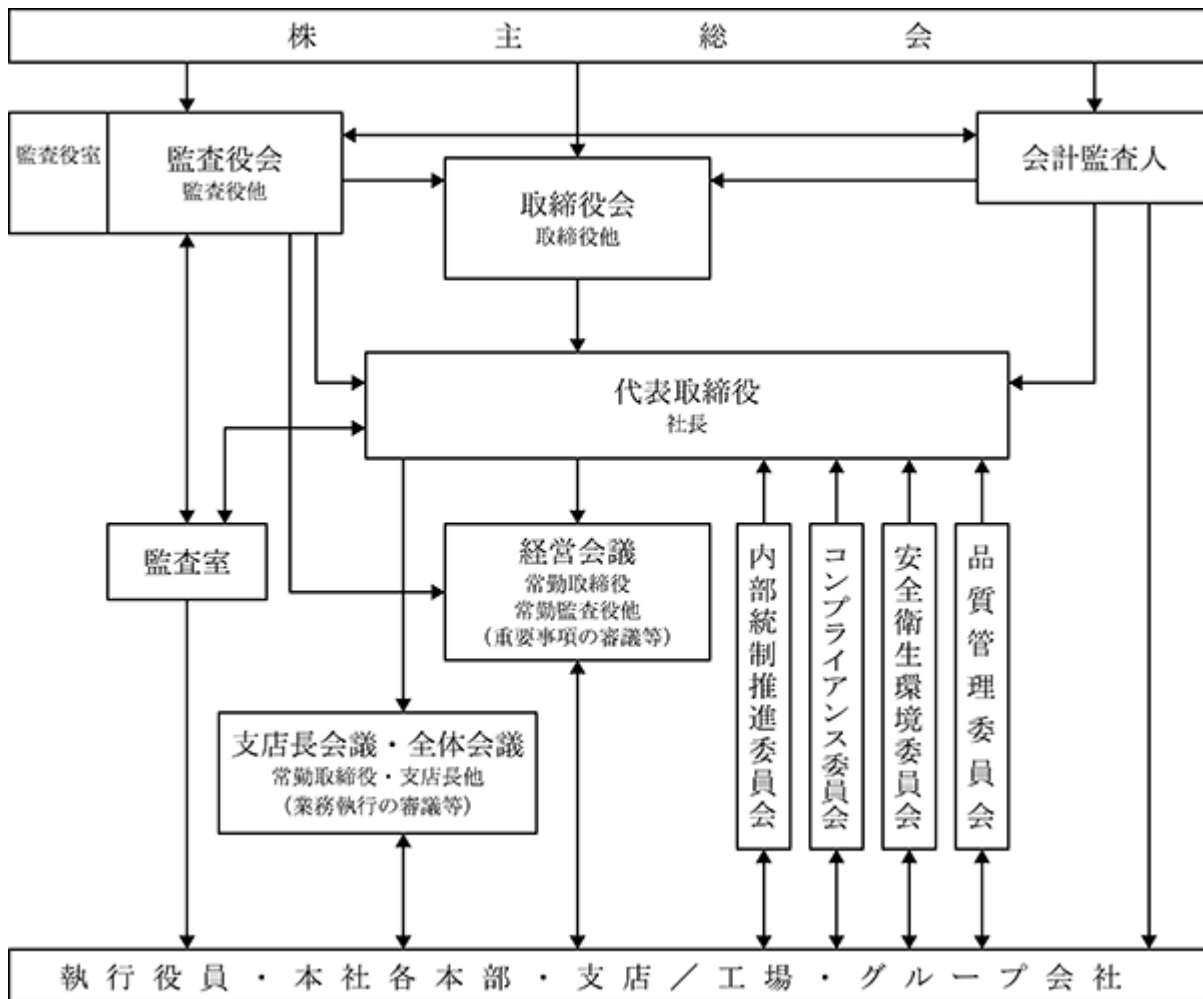 株主総会
監査役室
監査役会
監査役他
会計監査人
取締役会
取締役他
代表取締役
社長
監査室
経営会議
常勤取締役
常勤監査役他
（重要事項の審議等）
内部統制推進委員会
コンプライアンス委員会
安全衛生環境委員会
品質管理委員会
支店長会議・全体会議
常勤取締役・支店長他
（業務執行の審議等）
執行役員・本社各本部・支店／工場・グループ会社